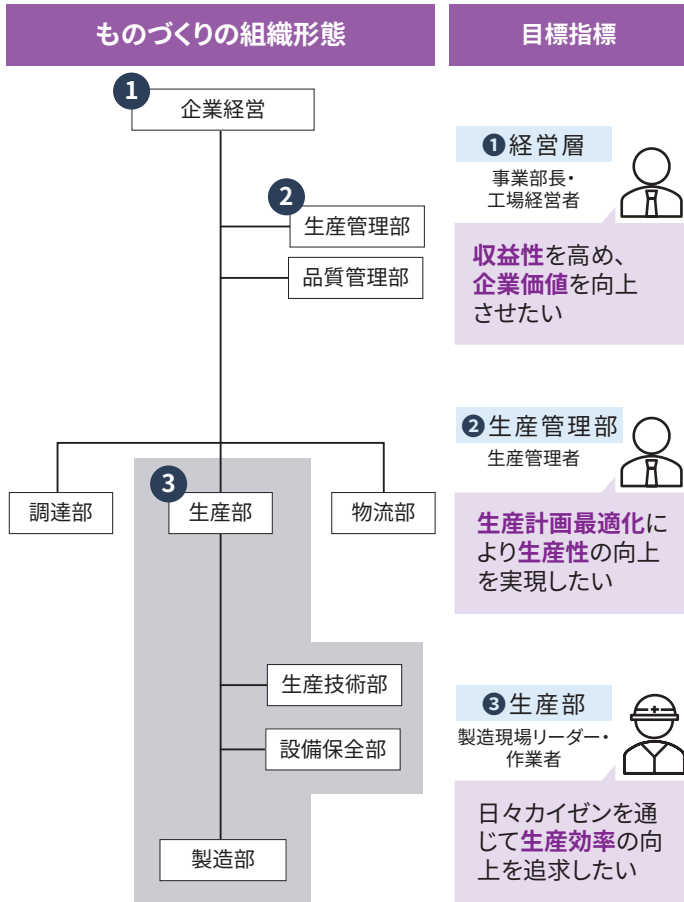 ものづくりの組織形態
❶
企業経営
❷
生産管理部
品質管理部
調達部
❸
生産部
物流部
生産技術部
設備保全部
製造部
目標指標
❶経営層
事業部長・
工場経営者
収益性を高め、
企業価値を向上
させたい
❷生産管理部
生産管理者
生産計画最適化に
より生産性の向上
を実現したい
❸生産部
製造現場リーダー・
作業者
日々カイゼンを通
じて生産効率の向
上を追求したい